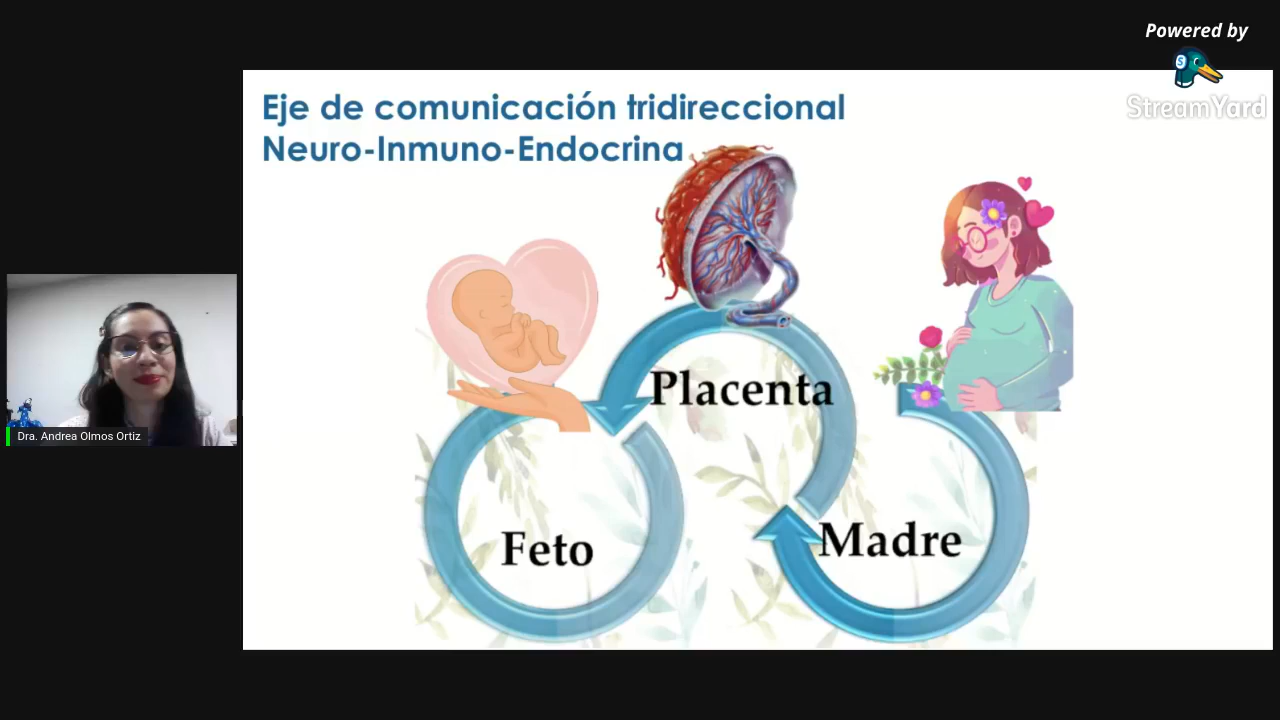 Powered by
StreamYard
Eje de comunicación tridireccional
Neuro-Inmuno-Endocrina
Placenta
Feto
Madre
Dra. Andrea Olmos Ortiz